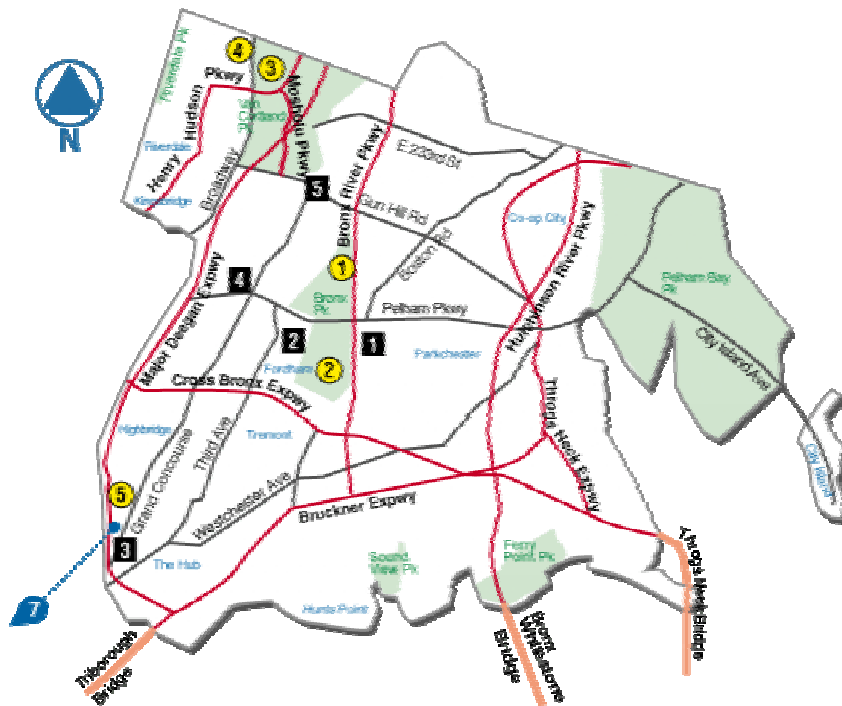 Riverdale Pk
4
3
Pkwy
Hudson
Henry
Mosholu Pkwy
Van
Cortland
Pk
N
Riverdale
Kingsbridge
Broadway
5
E 233rd St
Bronx River Pkwy
Gun Hill Rd
Boston Rd
Co-op City
Hutchinson River Pkwy
Pelham Bay
Pk
City Island Ave
City Island
1
4
Bronx
Pk
Pelham Pkwy
Major Deegan Expwy
2
1
Parkchester
Fordham
2
Cross Bronx Expwy
Highbridge
Third Ave
Tremont
Throgs Neck Expwy
5
Grand Concourse
Westchester Ave
Bruckner Expwy
3
The Hub
Sound
View Pk
Ferry
Point Pk
7
Hunts Point
Triborough
Bridge
Bronx
Whitestone
Bridge
Throgs Neck Bridge